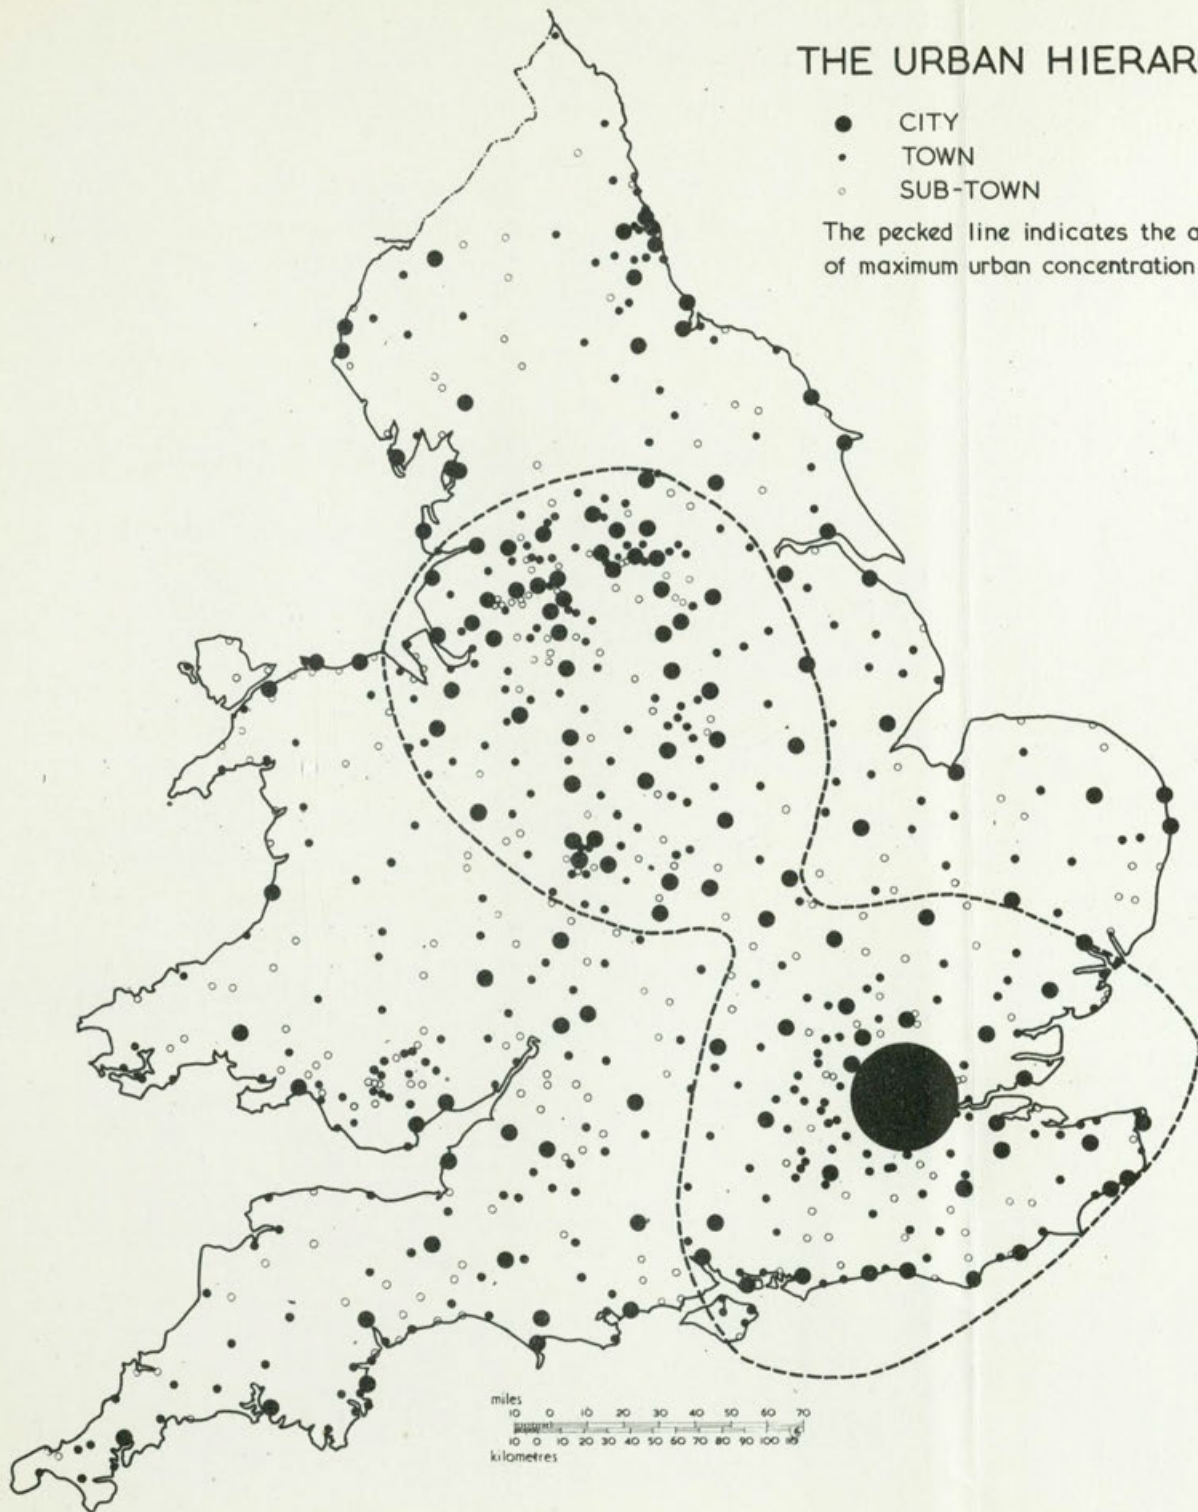 THE URBAN HIERAR
CITY
TOWN
SUB-TOWN
The pecked line indicates the
of maximum urban concentration
miles
10 0 10 20 30 40 50 60 70
10 0 10 20 30 40 50 60 70 80 90 100
kilometres